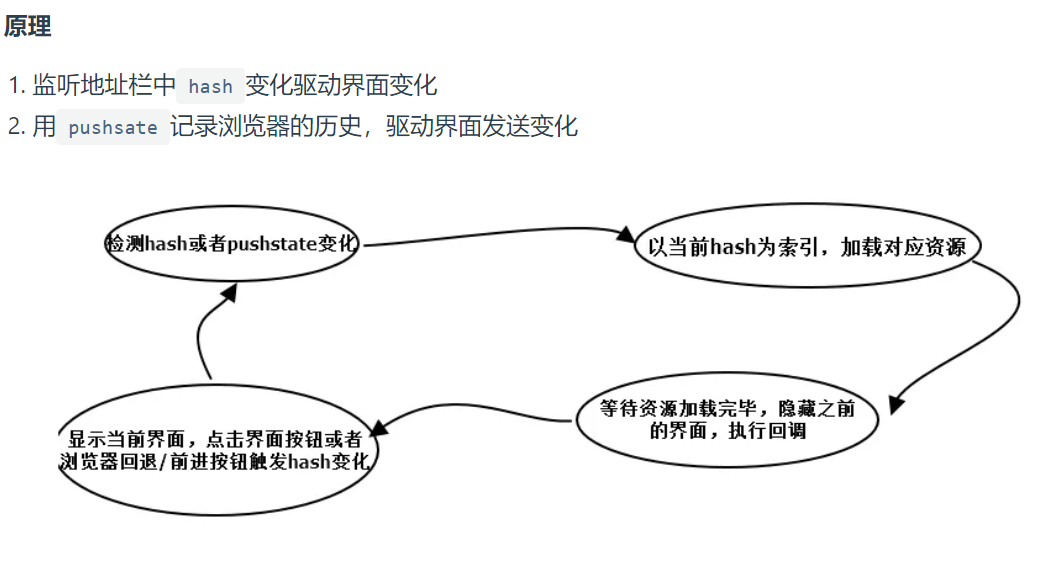 原理
1. 监听地址栏中 hash 变化驱动界面变化
2. 用 pushsate 记录浏览器的历史，驱动界面发送变化
检测hash或者pushstate变化
以当前hash为索引，加载对应资源
等待资源加载完毕，隐藏之前
的界面，执行回调
显示当前界面，点击界面按钮或者
浏览器回退/前进按钮触发hash变化